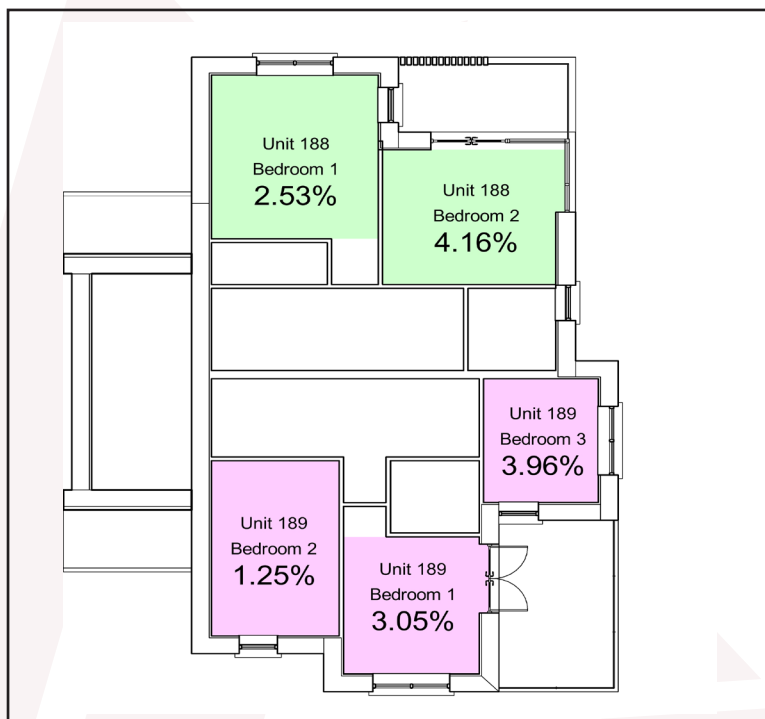 Unit 188
Bedroom 1
2.53%
Unit 188
Bedroom 2
4.16%
Unit 189
Bedroom 3
3.96%
Unit 189
Bedroom 2
1.25%
Unit 189
Bedroom 1
3.05%